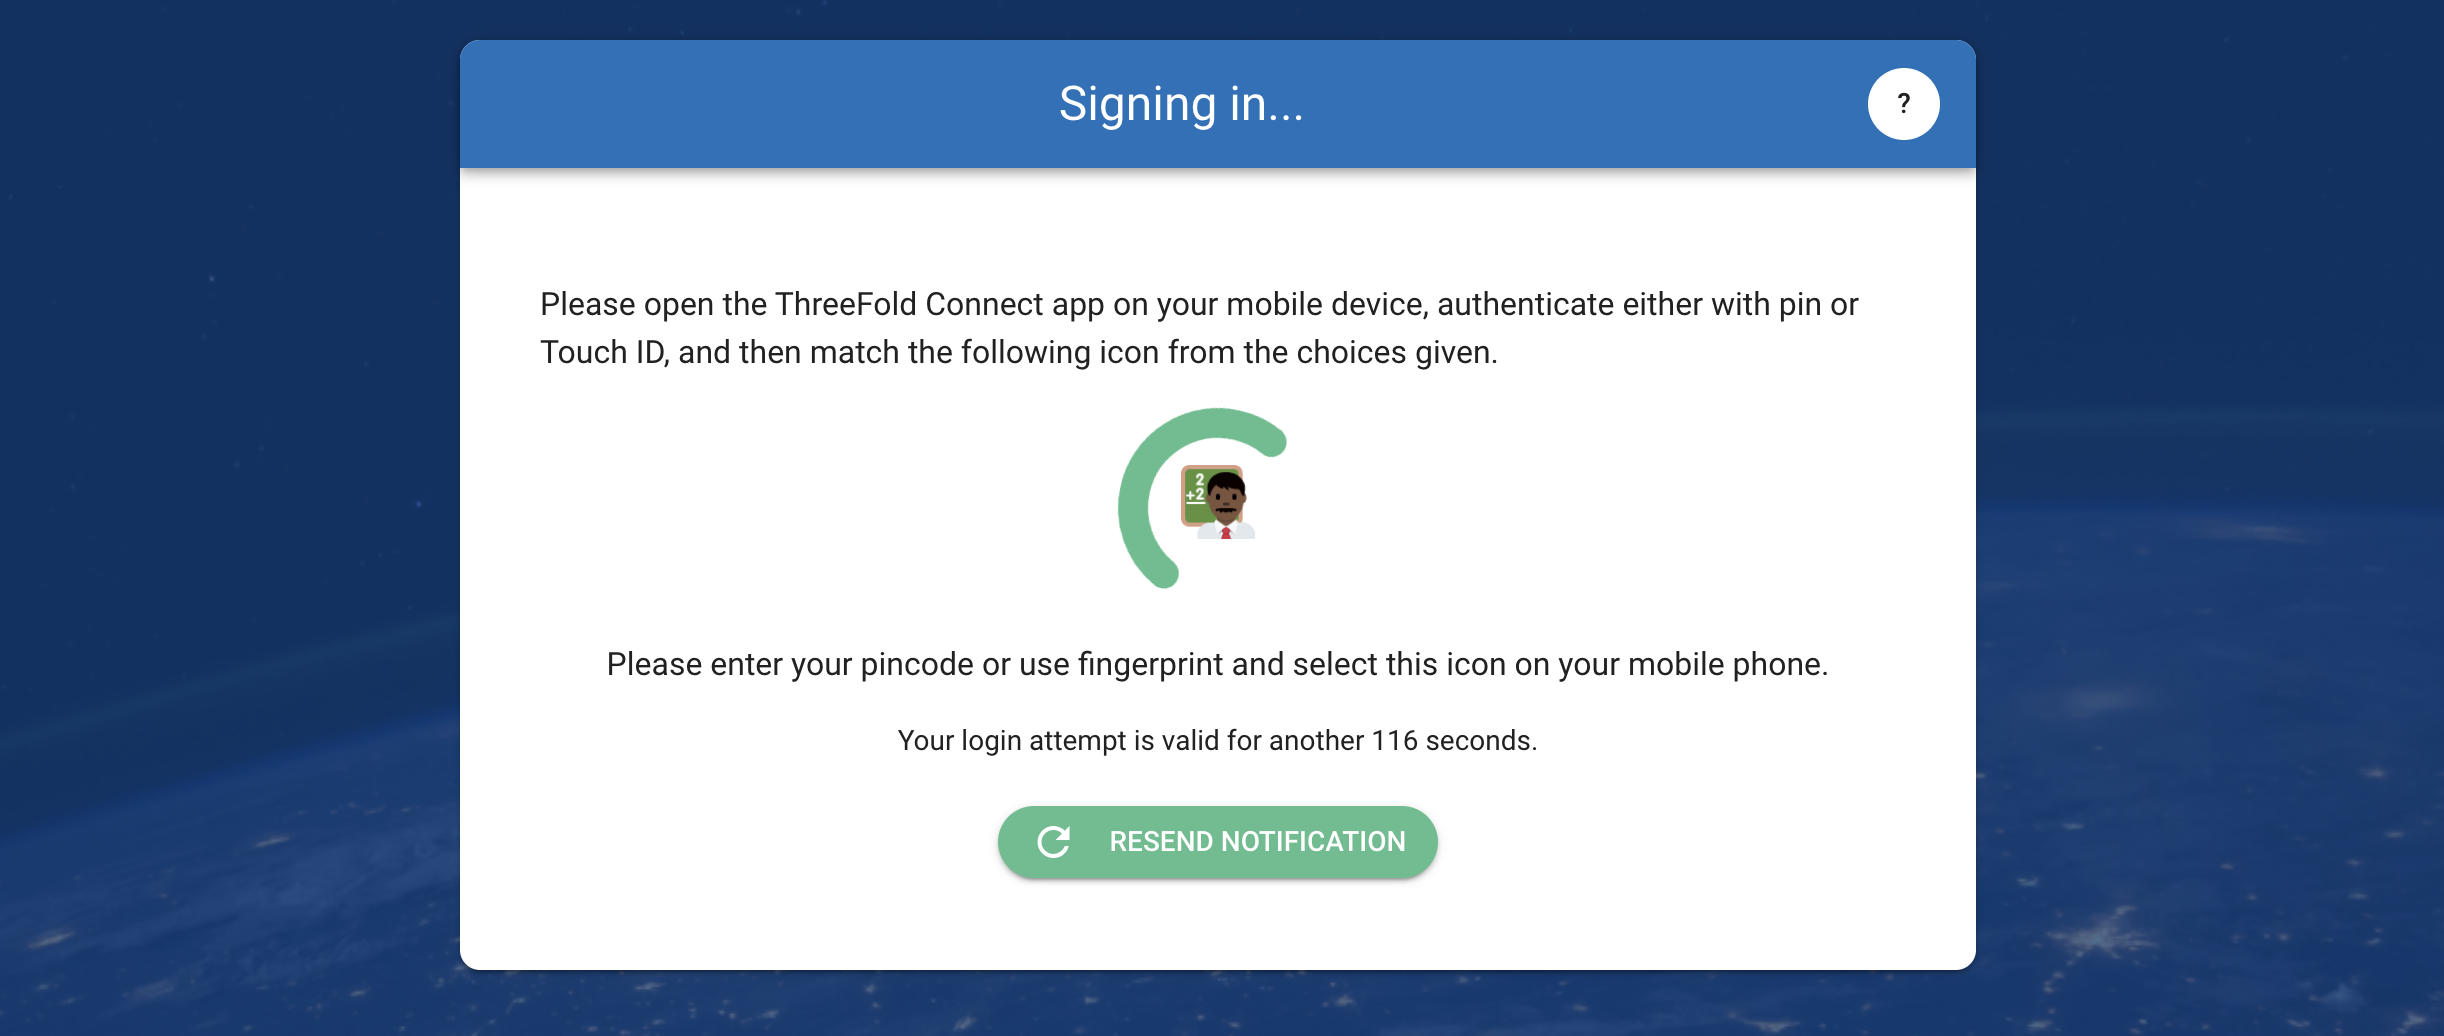 Signing in...
?
Please open the ThreeFold Connect app on your mobile device, authenticate either with pin or
Touch ID, and then match the following icon from the choices given.
2
+2
Please enter your pincode or use fingerprint and select this icon on your mobile phone.
Your login attempt is valid for another 116 seconds.
RESEND NOTIFICATION